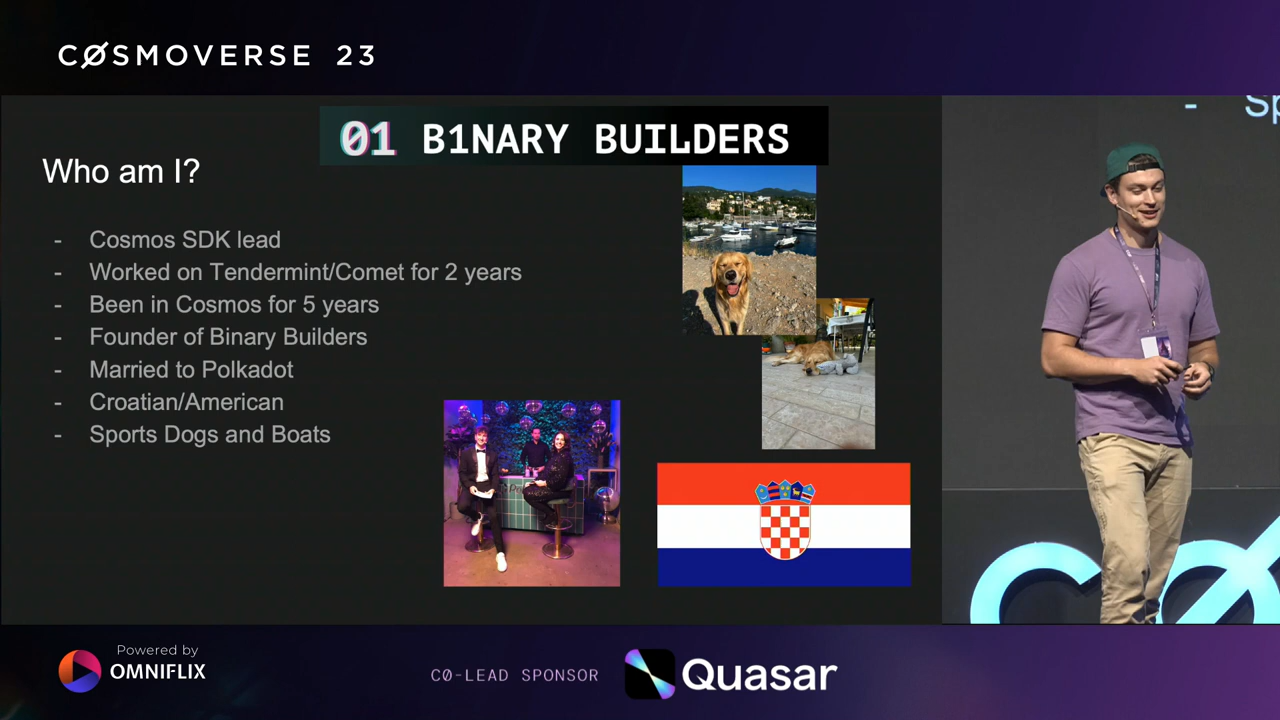 CØSMOVERSE 23
01 B1NARY BUILDERS
Who am I?
- Cosmos SDK lead
- Worked on Tendermint/Comet for 2 years
- Been in Cosmos for 5 years
- Founder of Binary Builders
- Married to Polkadot
- Croatian/American
- Sports Dogs and Boats
- Sp
CØ
Powered by
OMNIFLIX
CØ-LEAD SPONSOR
Quasar